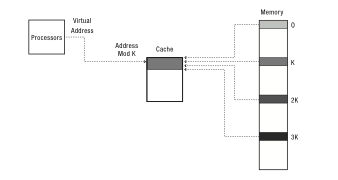 Memory
Virtual
Address
Processors
Address
Mod K
Cache
0
K
2K
3K